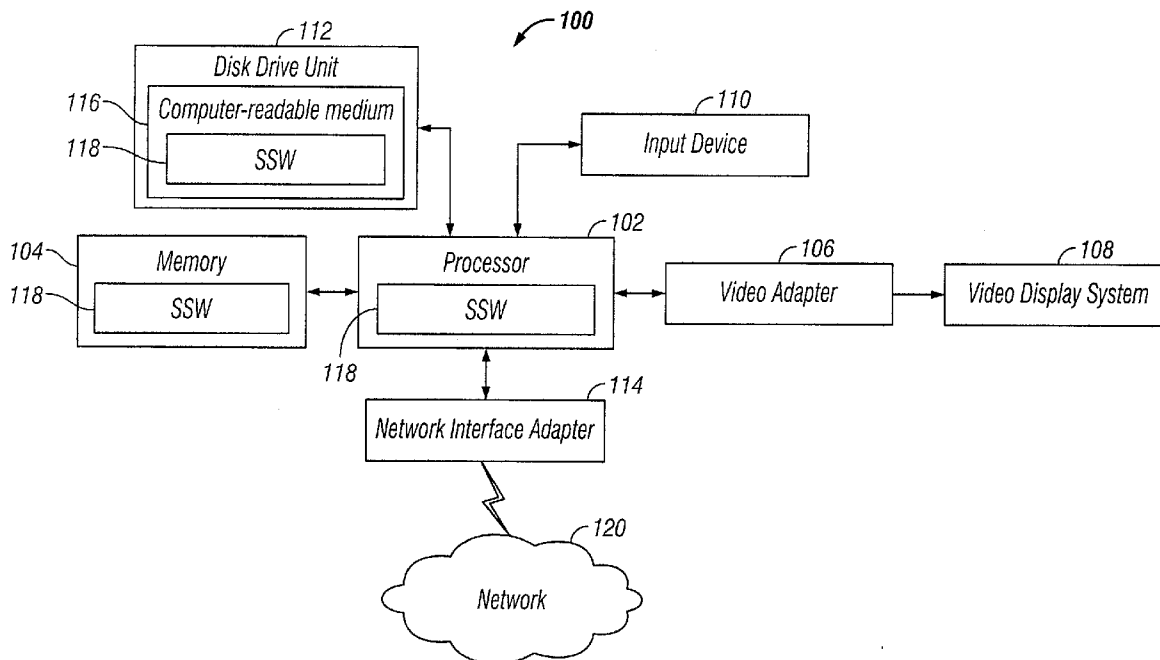 100
112
Disk Drive Unit
116
Computer-readable medium
118
SSW
110
Input Device
102
104
Memory
118
SSW
Processor
SSW
118
106
Video Adapter
108
Video Display System
114
Network Interface Adapter
120
Network